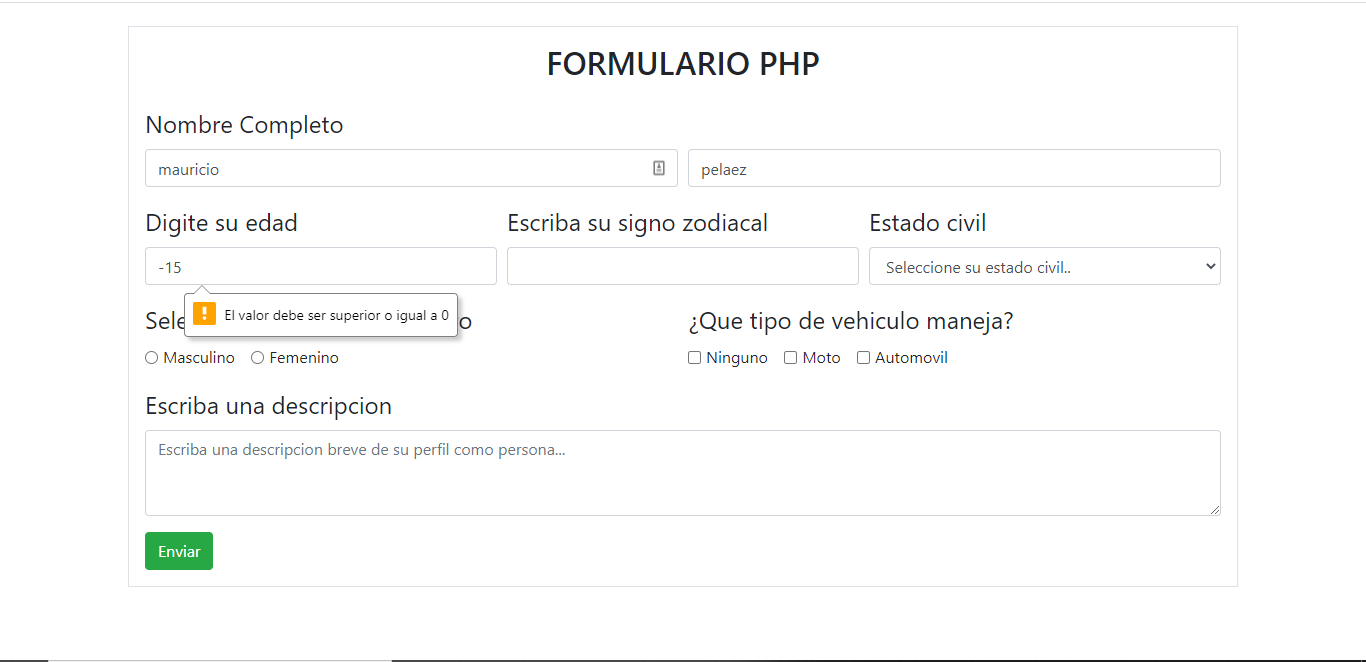 FORMULARIO PHP
Nombre Completo
mauricio
pelaez
Digite su edad
Escriba su signo zodiacal
Estado civil
-15
Seleccione su estado civil..
El valor debe ser superior o igual a 0
¿Que tipo de vehiculo maneja?
Masculino
Femenino
Ninguno
Moto
Automovil
Escriba una descripcion
Escriba una descripcion breve de su perfil como persona...
Enviar